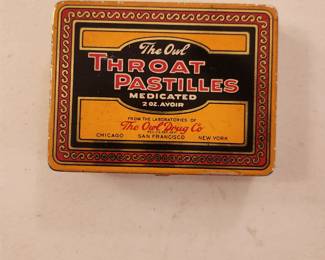 The Owl
THROAT
PASTILLES
MEDICATED
2 OZ. AVOIR
FROM THE LABORATORIES OF
The Owl Drug Co
CHICAGO SAN FRANCISCO NEW YORK